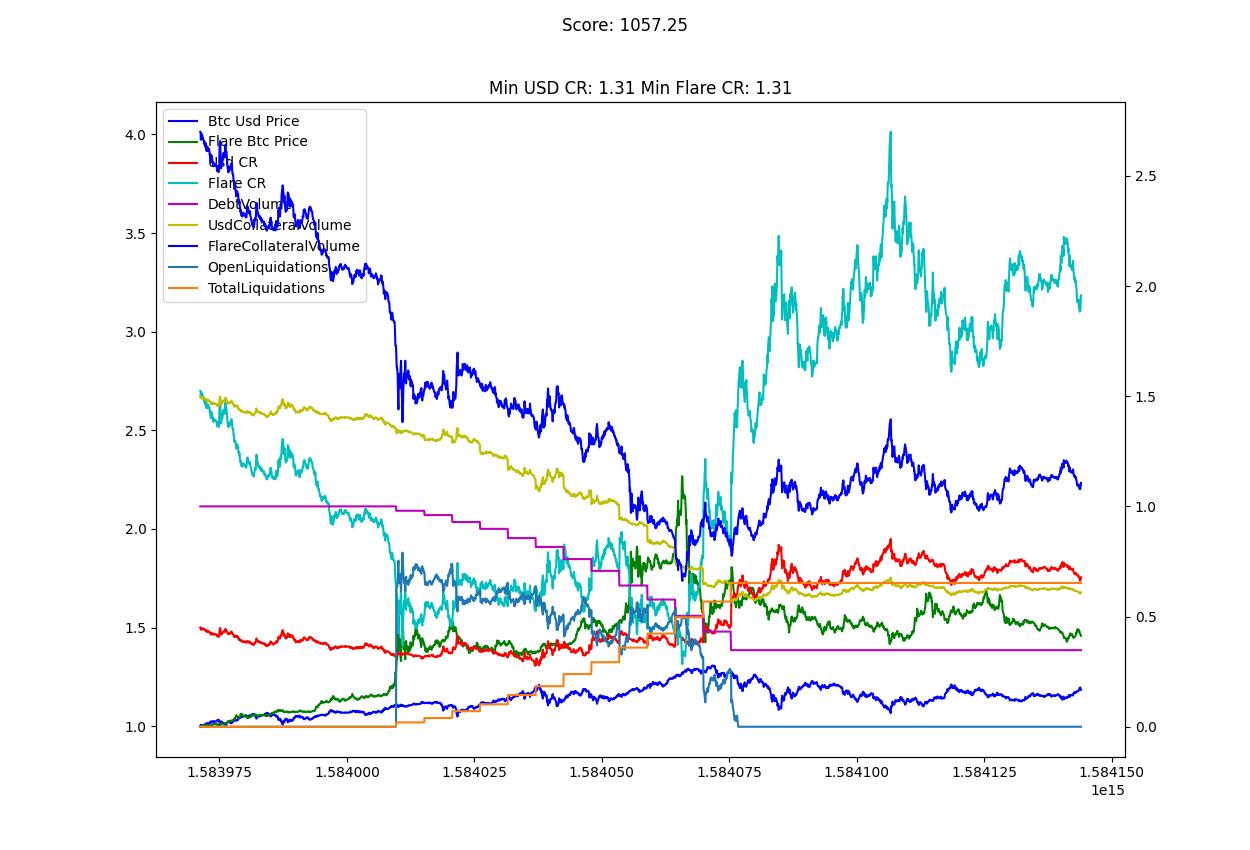 Score: 1057.25
Min USD CR: 1.31 Min Flare CR: 1.31
Btc Usd Price
Flare Btc Price
Usd CR
Flare CR
DebtVolume
UsdCollateralVolume
FlareCollateralVolume
OpenLiquidations
TotalLiquidations
4.0
3.5
3.0
2.5
2.0
1.5
1.0
2.5
2.0
1.5
1.0
0.5
0.0
1.583975
1.584000
1.584025
1.584050
1.584075
1.584100
1.584125
1.584150
1e15